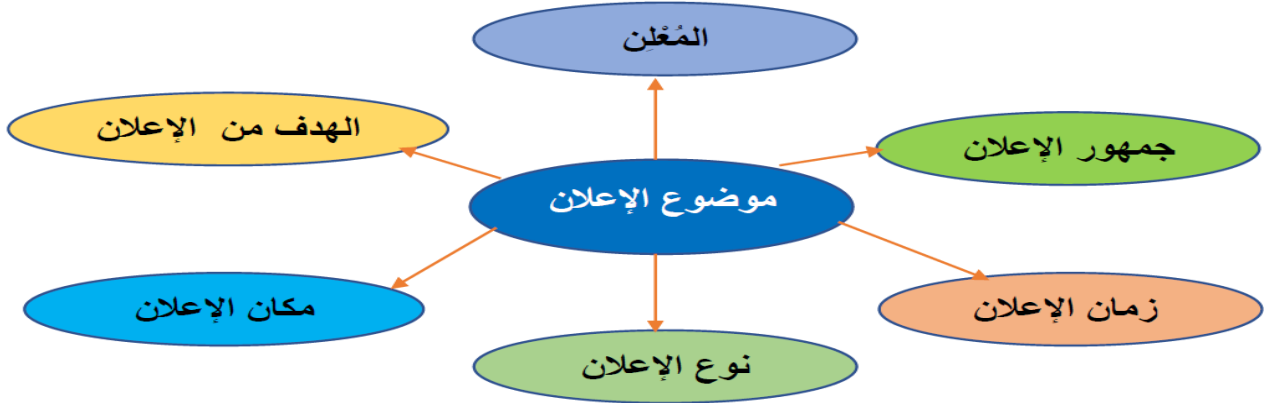 المُعْلِن
جمهور الإعلان
الهدف من الإعلان
موضوع الإعلان
زمان الإعلان
مكان الإعلان
نوع الإعلان